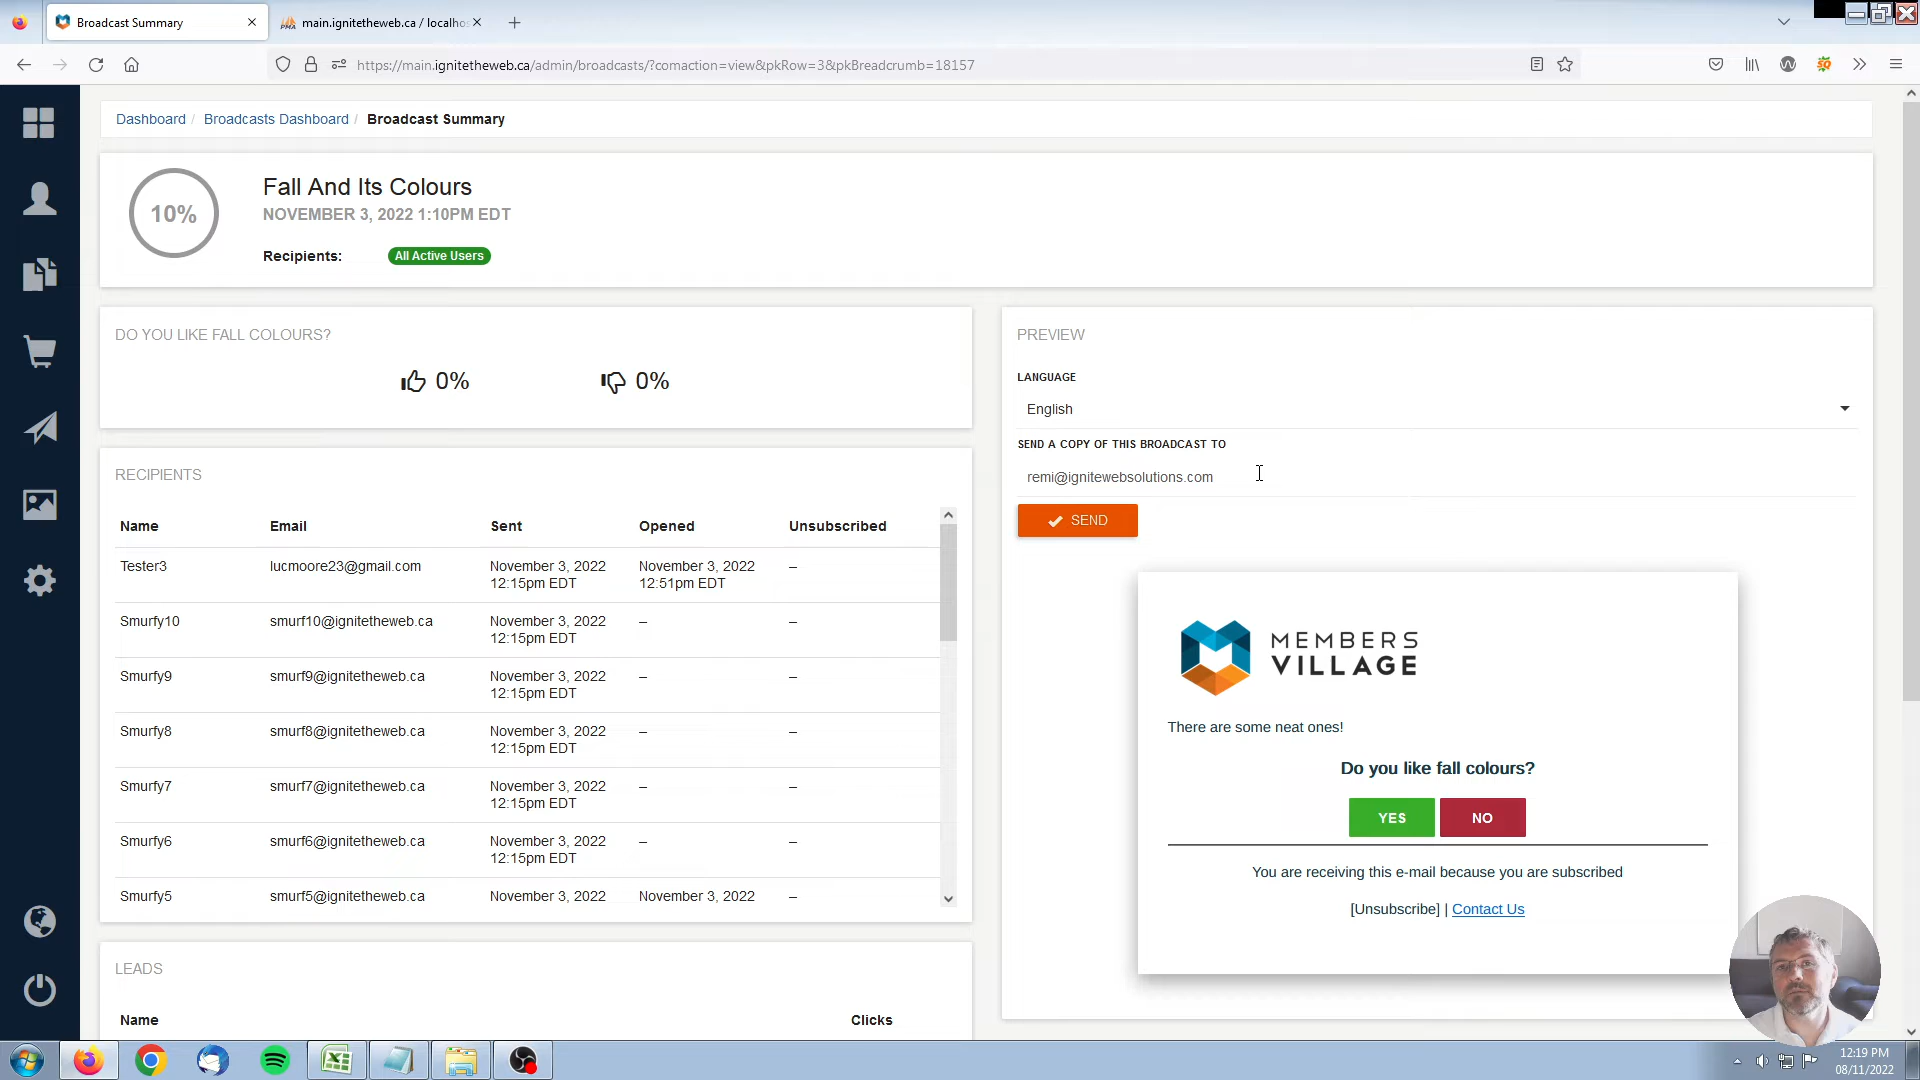 Broadcast Summary
main.ignitetheweb.ca / localhos
https://main.ignitetheweb.ca/admin/broadcasts/?comaction=view&pkRow=3&pkBreadcrumb=18157
Dashboard / Broadcasts Dashboard / Broadcast Summary
10%
Fall And Its Colours
NOVEMBER 3, 2022 1:10PM EDT
Recipients: All Active Users
DO YOU LIKE FALL COLOURS?
0% 0%
RECIPIENTS
Name Email Sent Opened Unsubscribed
Tester3 lucmoore23@gmail.com November 3, 2022 November 3, 2022 –
12:15pm EDT 12:51pm EDT
Smurfy10 smurf10@ignitetheweb.ca November 3, 2022 – –
12:15pm EDT
Smurfy9 smurf9@ignitetheweb.ca November 3, 2022 – –
12:15pm EDT
Smurfy8 smurf8@ignitetheweb.ca November 3, 2022 – –
12:15pm EDT
Smurfy7 smurf7@ignitetheweb.ca November 3, 2022 – –
12:15pm EDT
Smurfy6 smurf6@ignitetheweb.ca November 3, 2022 – –
12:15pm EDT
Smurfy5 smurf5@ignitetheweb.ca November 3, 2022 November 3, 2022 –
LEADS
Name Clicks
PREVIEW
LANGUAGE
English
SEND A COPY OF THIS BROADCAST TO
remi@ignitewebsolutions.com
SEND
MEMBERS
VILLAGE
There are some neat ones!
Do you like fall colours?
YES NO
You are receiving this e-mail because you are subscribed
[Unsubscribe] | Contact Us
12:19 PM
08/11/2022